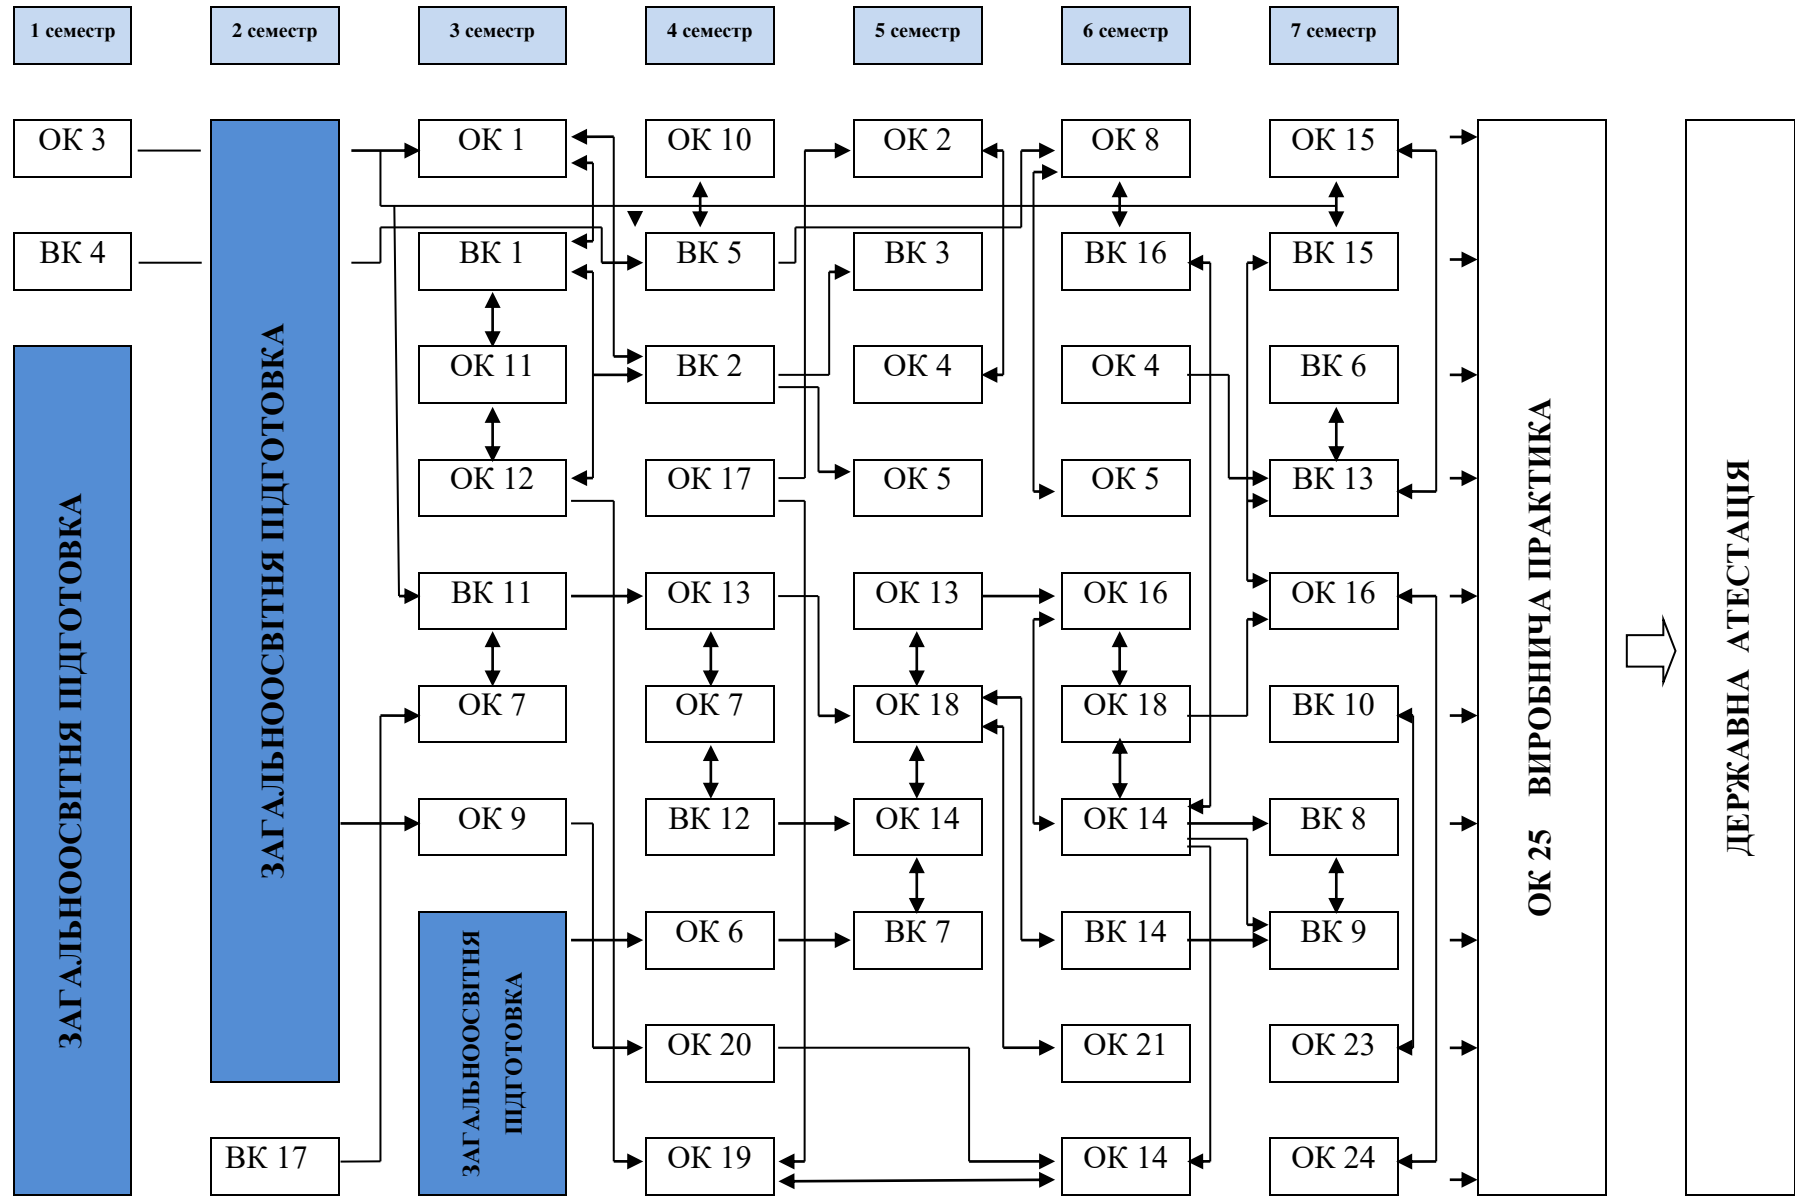 1 семестр
2 семестр
3 семестр
4 семестр
5 семестр
6 семестр
7 семестр
ОК 3
ОК 1
ОК 10
ОК 2
ОК 8
ОК 15
ВК 4
ВК 1
ВК 5
ВК 3
ВК 16
ВК 15
ОК 11
ВК 2
ОК 4
ОК 4
ВК 6
ОК 12
ОК 17
ОК 5
ОК 5
ВК 13
ВК 11
ОК 13
ОК 13
ОК 16
ОК 16
ОК 7
ОК 7
ОК 18
ОК 18
ВК 10
ОК 9
ВК 12
ОК 14
ОК 14
ВК 8
ОК 6
ВК 7
ВК 14
ВК 9
ОК 20
ОК 21
ОК 23
ВК 17
ОК 19
ОК 14
ОК 24
ЗАГАЛЬНООСВІТНЯ ПІДГОТОВКА
ЗАГАЛЬНООСВІТНЯ ПІДГОТОВКА
ЗАГАЛЬНООСВІТНЯ
ПІДГОТОВКА
ОК 25 ВИРОБНИЧА ПРАКТИКА
ДЕРЖАВНА АТЕСТАЦІЯ